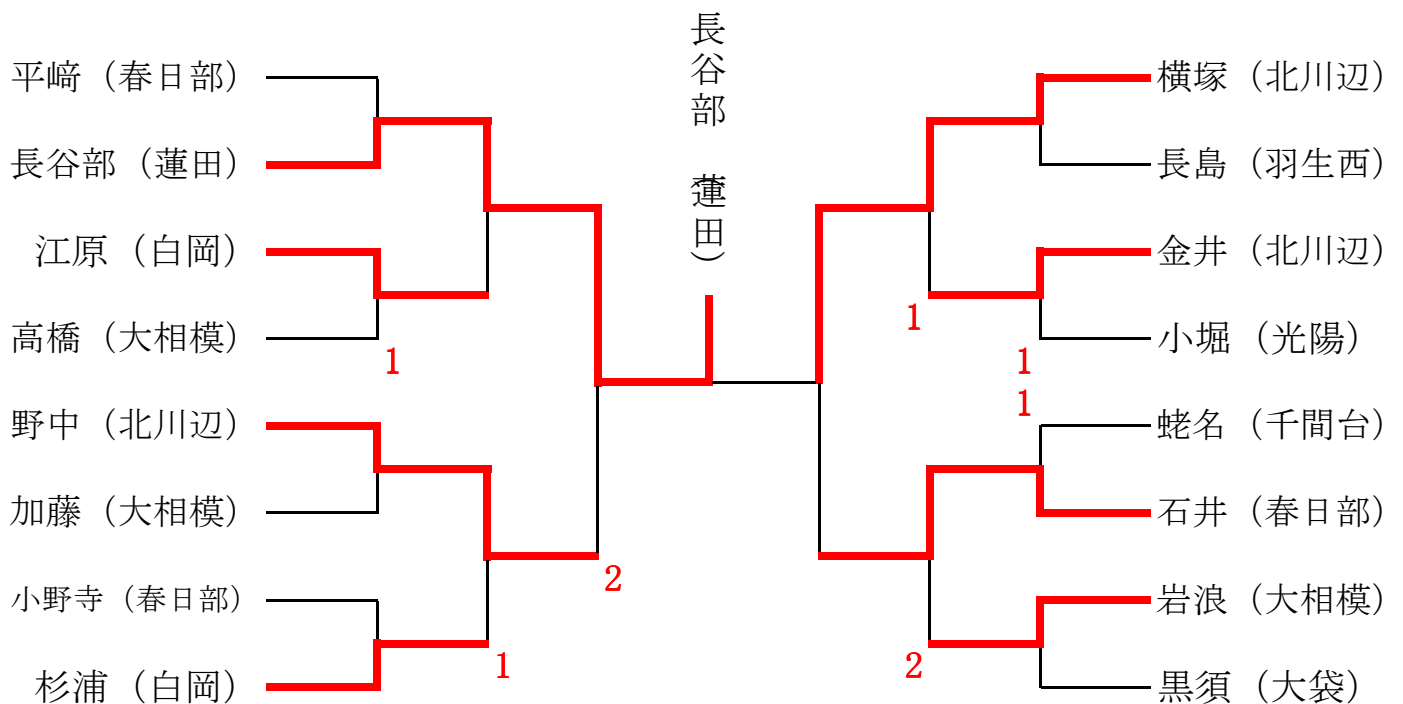 長谷部（蓮田）
平﨑（春日部）
長谷部（蓮田）
江原（白岡）
高橋（大相模）
1
野中（北川辺）
加藤（大相模）
小野寺（春日部）
杉浦（白岡）
1
2
横塚（北川辺）
長島（羽生西）
金井（北川辺）
1
小堀（光陽）
1
1
蛯名（千間台）
石井（春日部）
岩浪（大相模）
2
黒須（大袋）